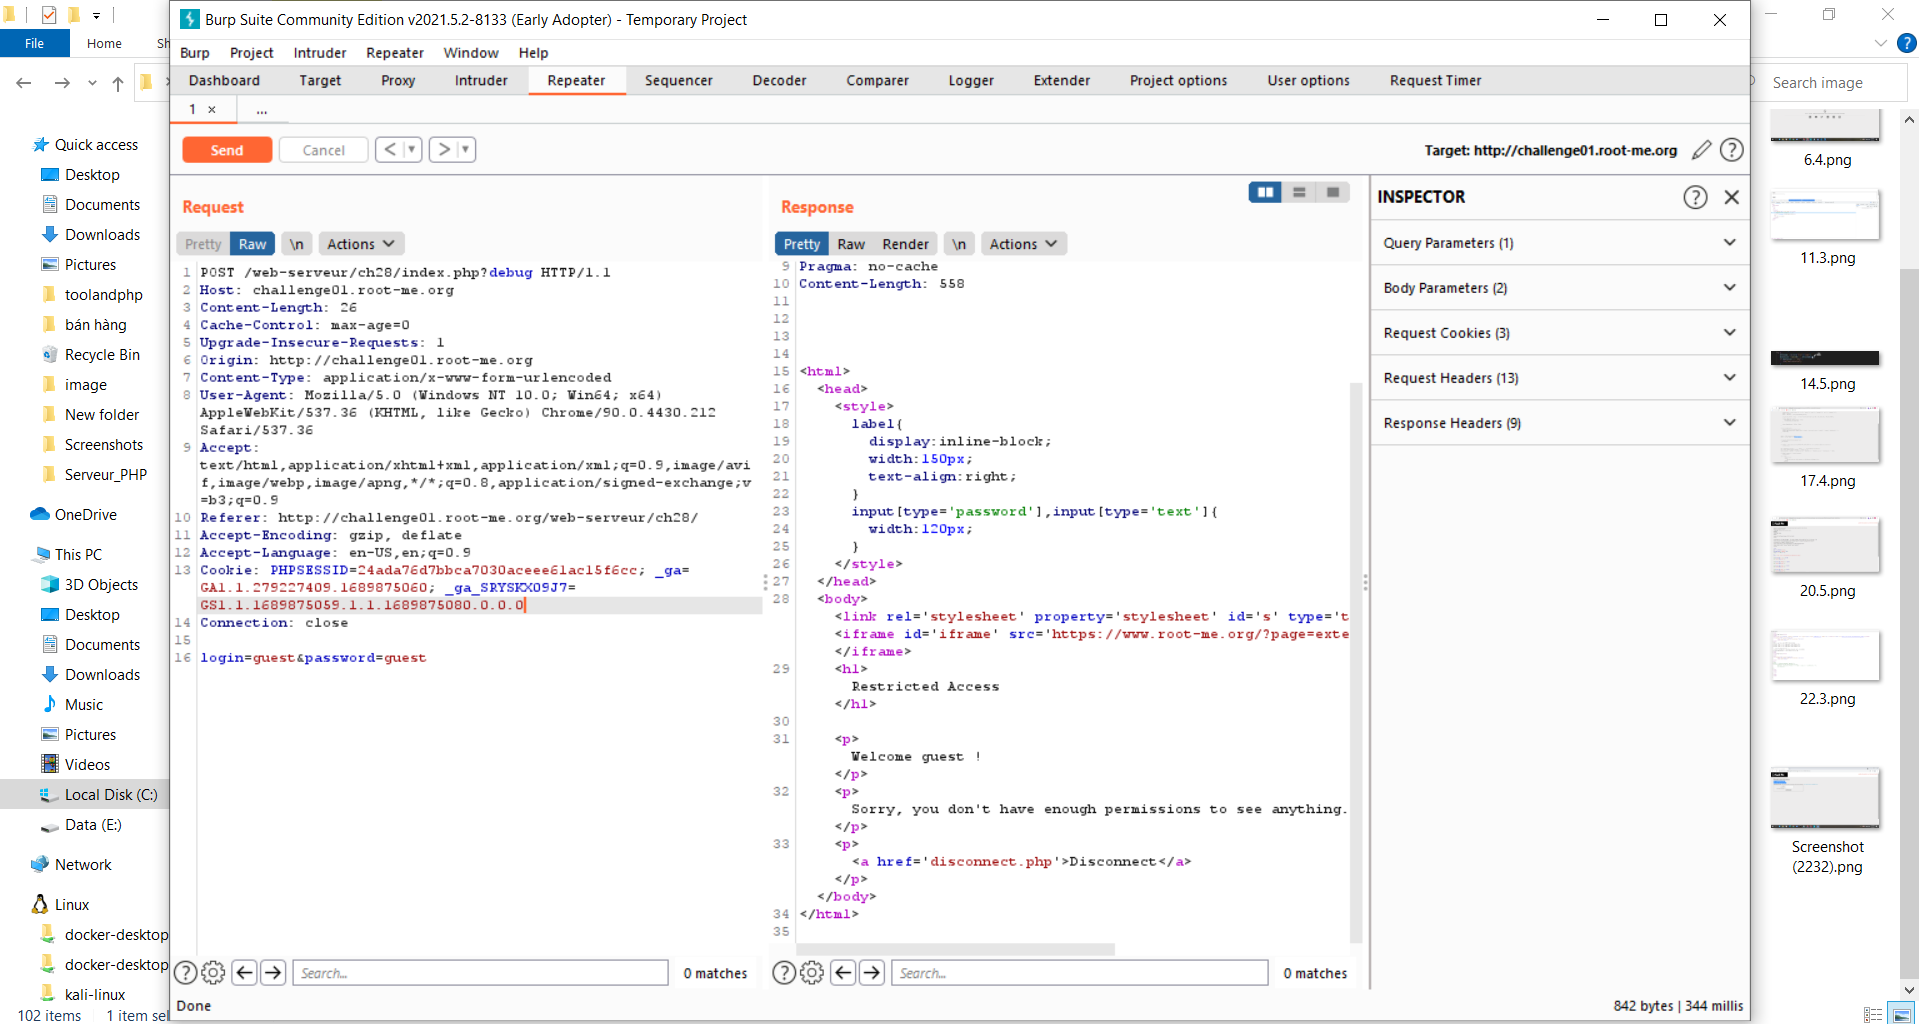 Burp Suite Community Edition v2021.5.2-8133 (Early Adopter) - Temporary Project
File
Home
Burp Project Intruder Repeater Window Help
Dashboard Target Proxy Intruder Repeater Sequencer Decoder Comparer Logger Extender Project options User options Request Timer
1 × ...
Send Cancel < > Target: http://challenge01.root-me.org
Search image
Quick access
Desktop
Documents
Downloads
Pictures
toolandphp
bán hàng
Recycle Bin
image
New folder
Screenshots
Serveur_PHP
OneDrive
This PC
3D Objects
Desktop
Documents
Downloads
Music
Pictures
Videos
Local Disk (C:)
Data (E:)
Network
Linux
docker-desktop
docker-desktop
kali-linux
102 items 1 item sel
Request
Pretty Raw \n Actions
1 POST /web-serveur/ch28/index.php?debug HTTP/1.1
2 Host: challenge01.root-me.org
3 Content-Length: 26
4 Cache-Control: max-age=0
5 Upgrade-Insecure-Requests: 1
6 Origin: http://challenge01.root-me.org
7 Content-Type: application/x-www-form-urlencoded
8 User-Agent: Mozilla/5.0 (Windows NT 10.0; Win64; x64)
AppleWebKit/537.36 (KHTML, like Gecko) Chrome/90.0.4430.212
Safari/537.36
9 Accept:
text/html,application/xhtml+xml,application/xml;q=0.9,image/avi
f,image/webp,image/apng,*/*;q=0.8,application/signed-exchange;v
=b3;q=0.9
10 Referer: http://challenge01.root-me.org/web-serveur/ch28/
11 Accept-Encoding: gzip, deflate
12 Accept-Language: en-US,en;q=0.9
13 Cookie: PHPSESSID=24ada76d7bbca7030aceee61ac15f6cc; _ga=
GA1.1.279227409.1689875060; _ga_SRYSKX09J7=
GS1.1.1689875059.1.1.1689875080.0.0.0
14 Connection: close
15
16 login=guest&password=guest
Search... 0 matches
Done
Response
Pretty Raw Render \n Actions
9 Pragma: no-cache
10 Content-Length: 558
11
12
13
14
15 <html>
16 <head>
17 <style>
18 label{
19 display:inline-block;
20 width:150px;
21 text-align:right;
22 }
23 input[type='password'],input[type='text']{
24 width:120px;
25 }
26 </style>
27 </head>
28 <body>
<link rel='stylesheet' property='stylesheet' id='s' type='t
<iframe id='iframe' src='https://www.root-me.org/?page=exte
</iframe>
29 <h1>
Restricted Access
</h1>
30
31 <p>
Welcome guest !
</p>
32 <p>
Sorry, you don't have enough permissions to see anything.
</p>
33 <p>
<a href='disconnect.php'>Disconnect</a>
</p>
</body>
34 </html>
35
Search... 0 matches
842 bytes | 344 millis
INSPECTOR
Query Parameters (1)
Body Parameters (2)
Request Cookies (3)
Request Headers (13)
Response Headers (9)
6.4.png
11.3.png
14.5.png
17.4.png
20.5.png
22.3.png
Screenshot
(2232).png